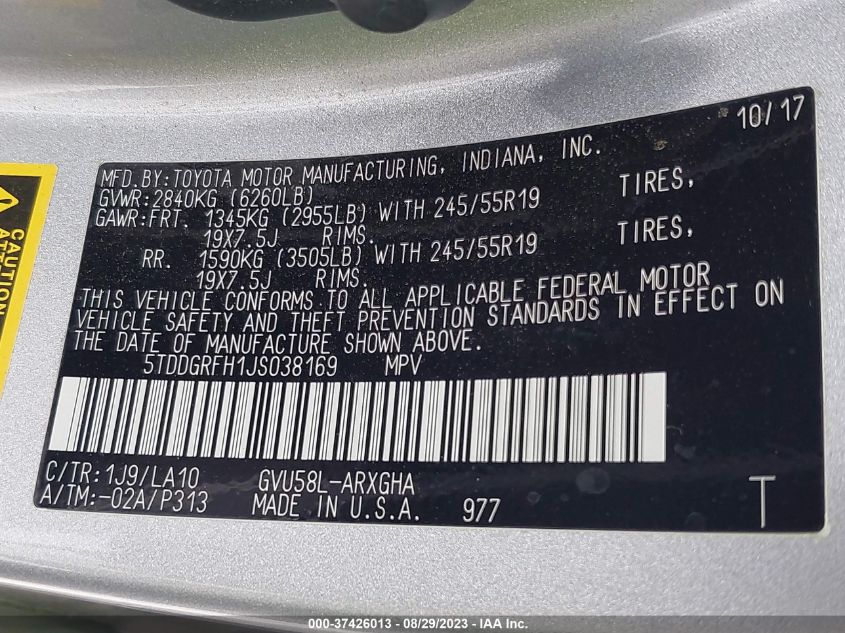 10/17
MFD.BY:TOYOTA MOTOR MANUFACTURING, INDIANA, INC.
GVWR:2840KG (6260LB)
GAWR:FRT. 1345KG (2955LB) WITH 245/55R19 TIRES,
19X7.5J RIMS.
RR. 1590KG (3505LB) WITH 245/55R19 TIRES,
19X7.5J RIMS.
THIS VEHICLE CONFORMS TO ALL APPLICABLE FEDERAL MOTOR
VEHICLE SAFETY AND THEFT PREVENTION STANDARDS IN EFFECT ON
THE DATE OF MANUFACTURE SHOWN ABOVE.
5TDDGRFH1JS038169 MPV
C/TR:1J9/LA10 GVU58L-ARXGHA
A/TM:-02A/P313 MADE IN U.S.A. 977 T
CAUTION
000-37426013 - 08/29/2023 - IAA Inc.